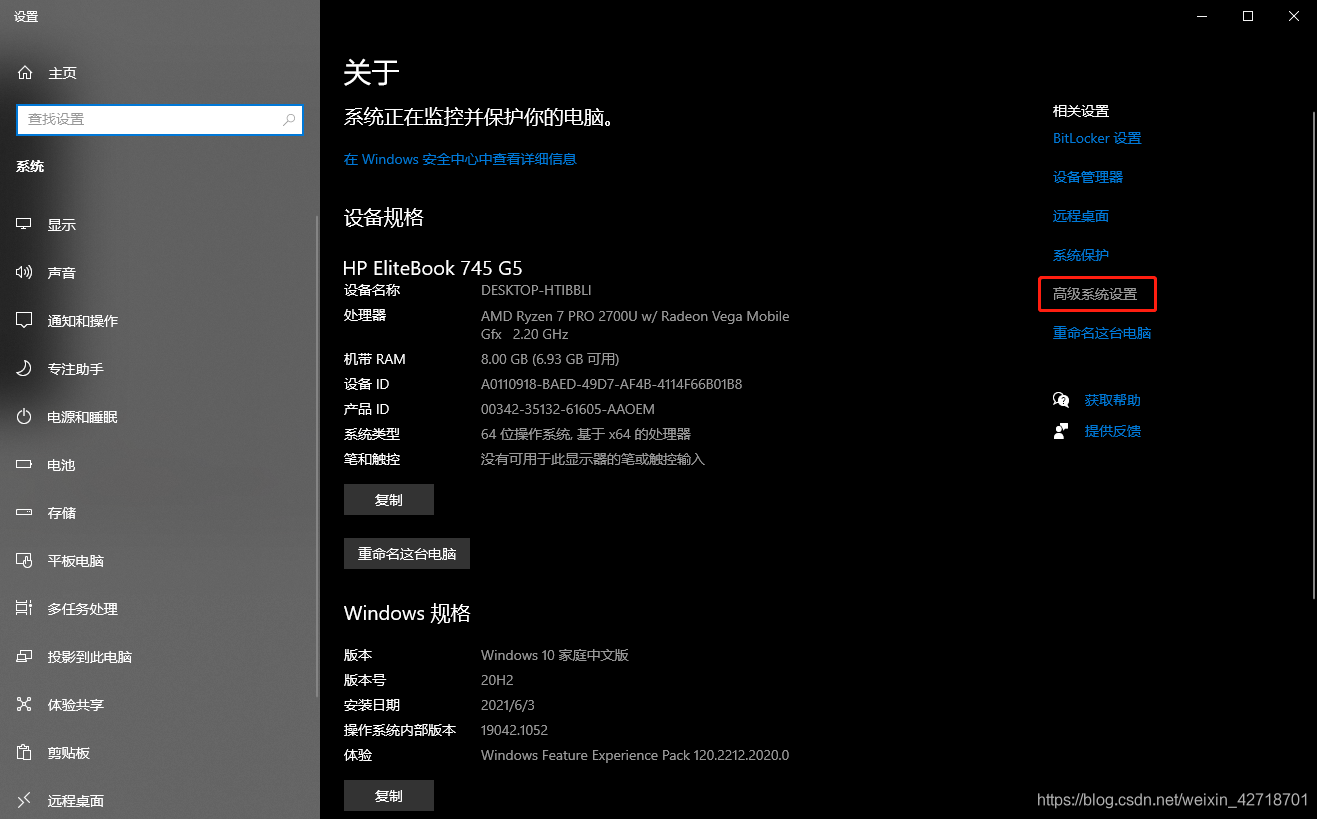 设置
主页
查找设置
系统
显示
声音
通知和操作
专注助手
电源和睡眠
电池
存储
平板电脑
多任务处理
投影到此电脑
体验共享
剪贴板
远程桌面
关于
系统正在监控并保护你的电脑。
在 Windows 安全中心中查看详细信息
设备规格
HP EliteBook 745 G5
设备名称 DESKTOP-HTIBBLI
处理器 AMD Ryzen 7 PRO 2700U w/ Radeon Vega Mobile
Gfx 2.20 GHz
机带 RAM 8.00 GB (6.93 GB 可用)
设备 ID A0110918-BAED-49D7-AF4B-4114F66B01B8
产品 ID 00342-35132-61605-AAOEM
系统类型 64 位操作系统, 基于 x64 的处理器
笔和触控 没有可用于此显示器的笔或触控输入
复制
重命名这台电脑
Windows 规格
版本 Windows 10 家庭中文版
版本号 20H2
安装日期 2021/6/3
操作系统内部版本 19042.1052
体验 Windows Feature Experience Pack 120.2212.2020.0
复制
相关设置
BitLocker 设置
设备管理器
远程桌面
系统保护
高级系统设置
重命名这台电脑
获取帮助
提供反馈
https://blog.csdn.net/weixin_42718701